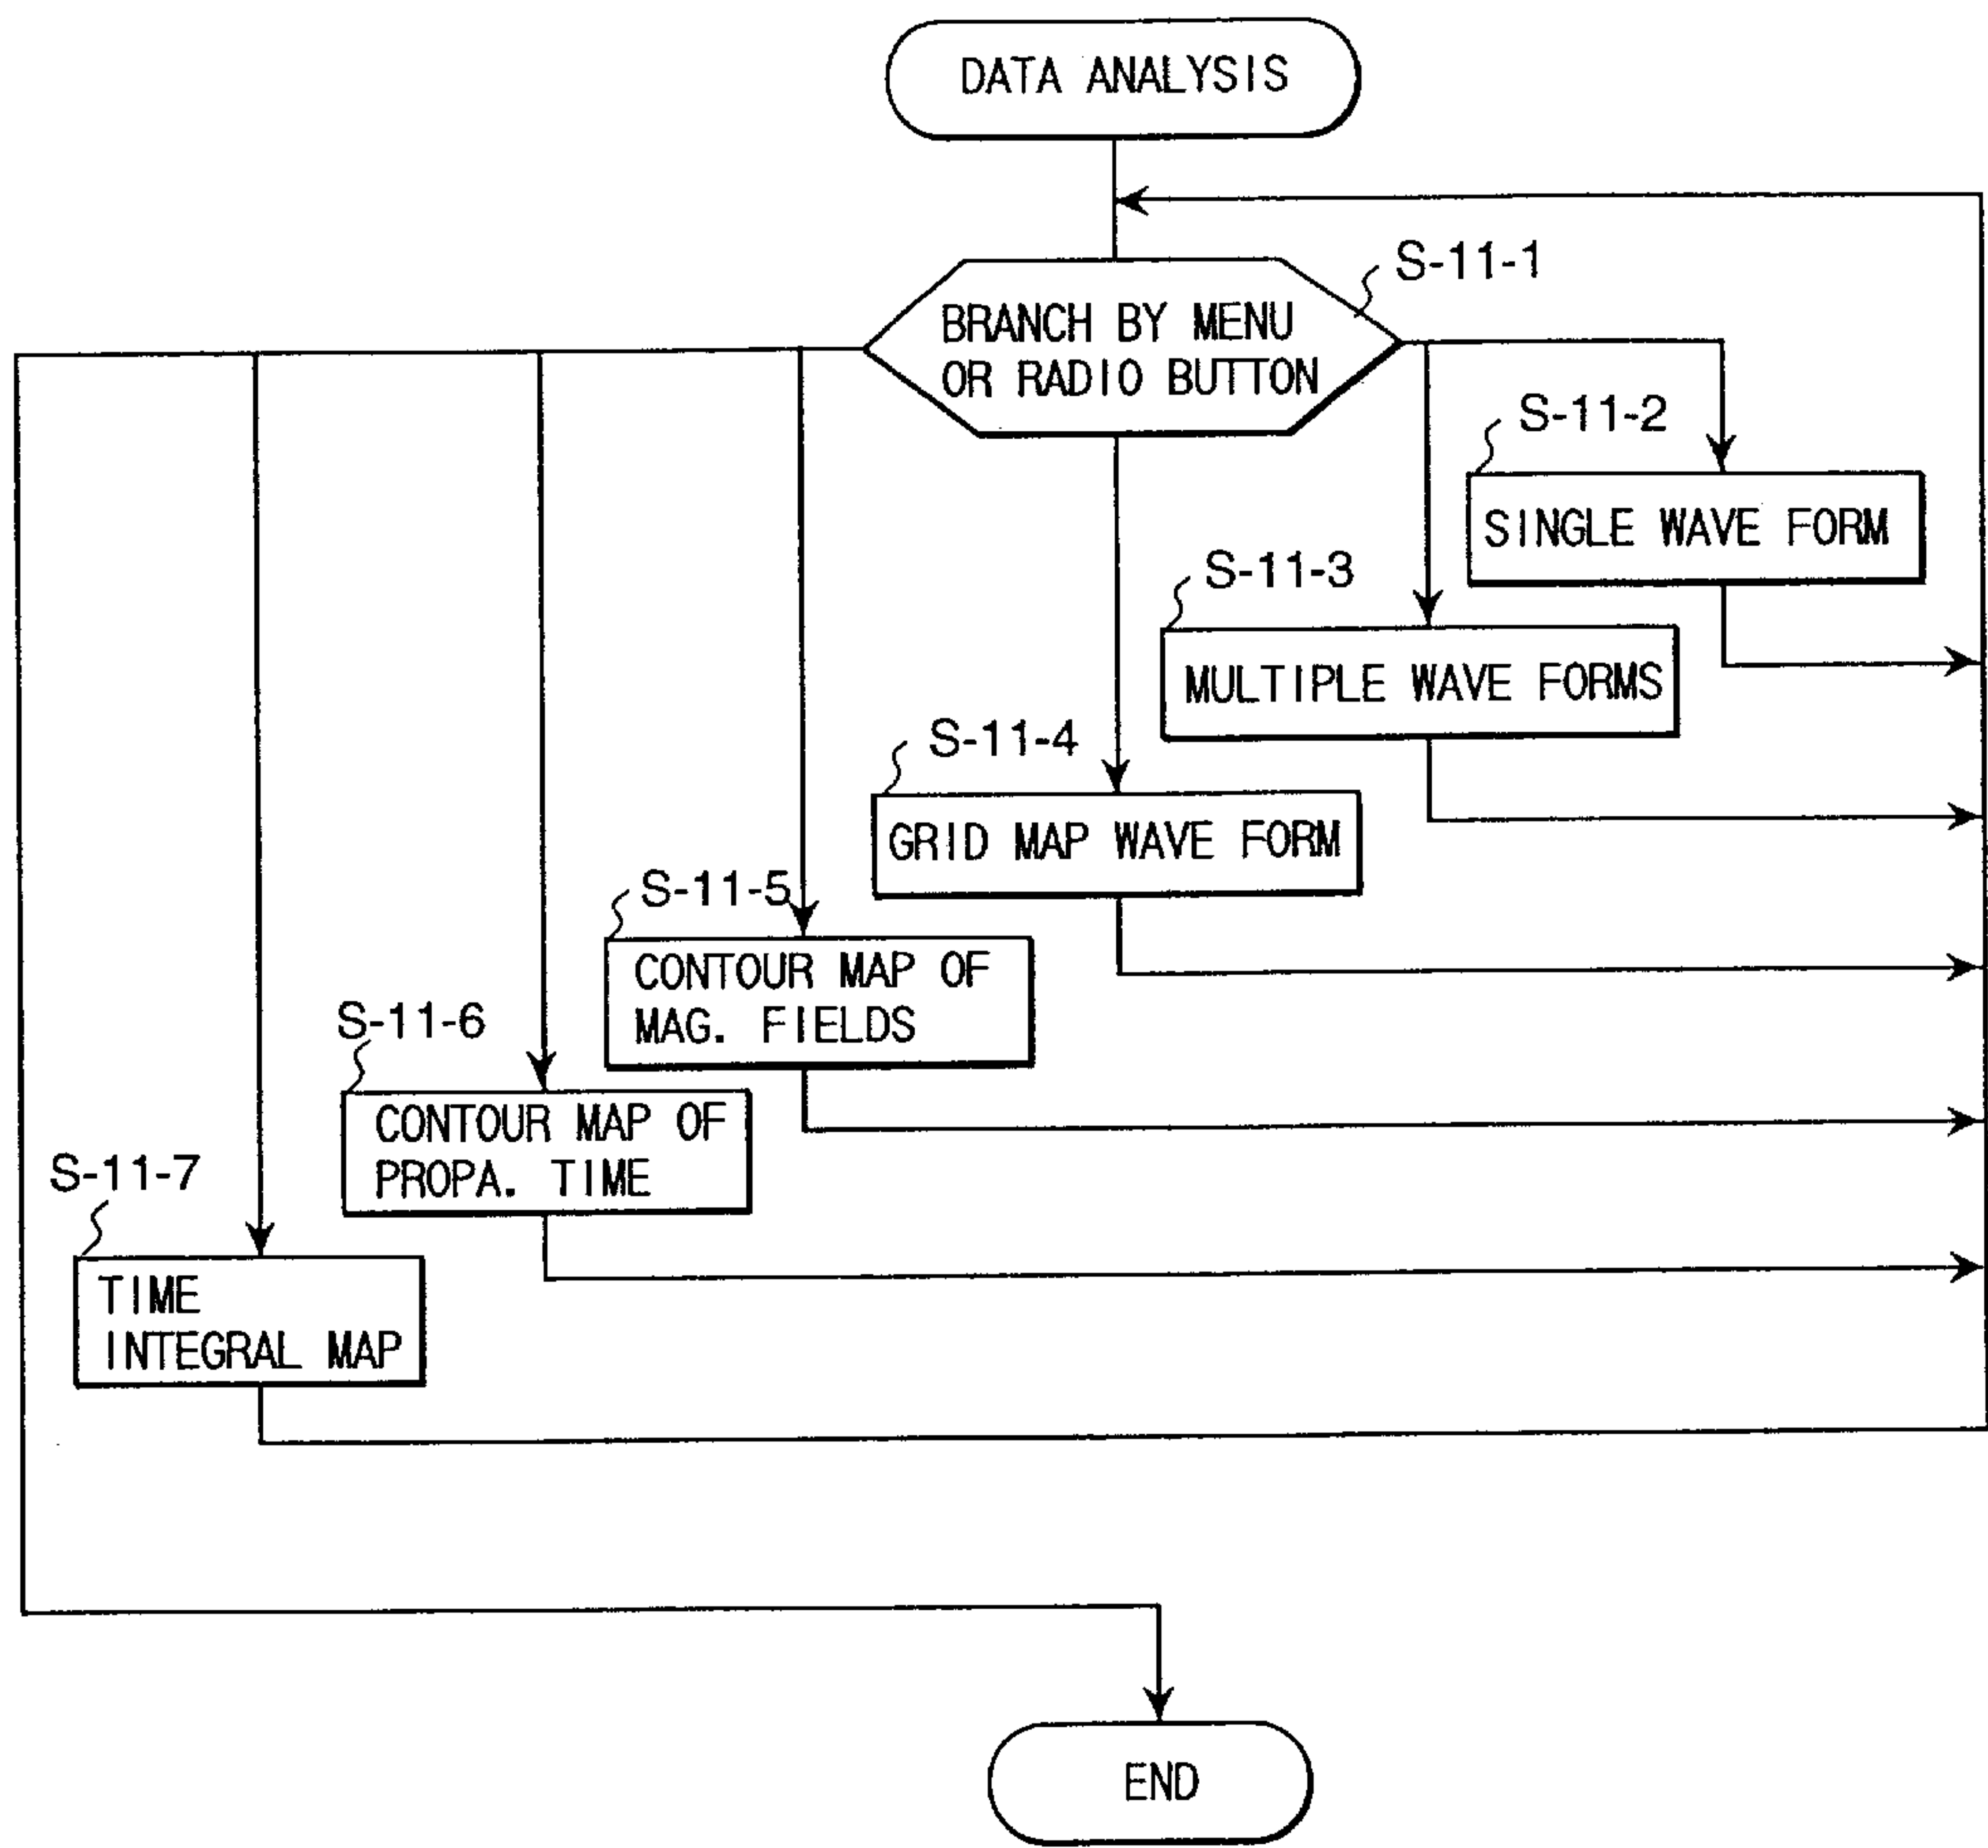 DATA ANALYSIS
S-11-1
BRANCH BY MENU
OR RADIO BUTTON
S-11-2
SINGLE WAVE FORM
S-11-3
MULTIPLE WAVE FORMS
S-11-4
GRID MAP WAVE FORM
S-11-5
CONTOUR MAP OF
MAG. FIELDS
S-11-6
CONTOUR MAP OF
PROPA. TIME
S-11-7
TIME
INTEGRAL MAP
END